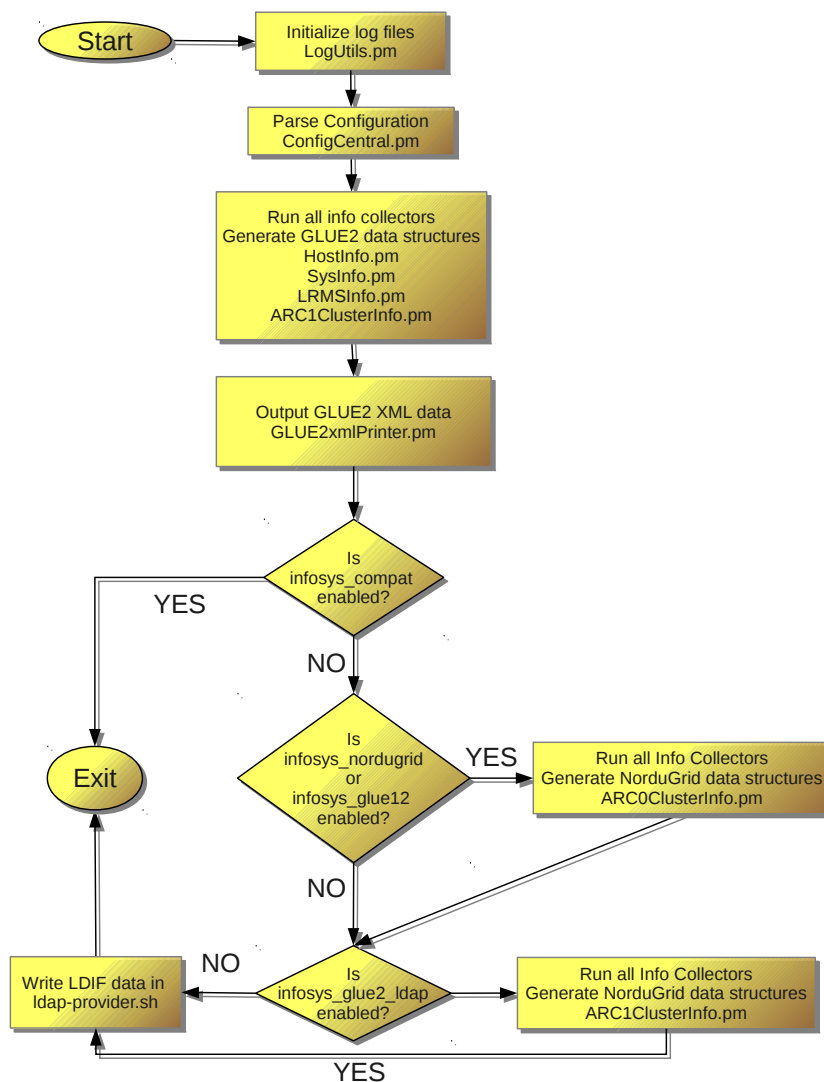 Start
Initialize log files
LogUtils.pm
Parse Configuration
ConfigCentral.pm
Run all info collectors
Generate GLUE2 data structures
HostInfo.pm
SysInfo.pm
LRMSInfo.pm
ARC1ClusterInfo.pm
Output GLUE2 XML data
GLUE2xmlPrinter.pm
Is
infosys_compat
enabled?
YES
NO
Exit
Is
infosys_nordugrid
or
infosys_glue12
enabled?
YES
Run all Info Collectors
Generate NorduGrid data structures
ARC0ClusterInfo.pm
NO
Write LDIF data in
ldap-provider.sh
NO
Is
infosys_glue2_ldap
enabled?
Run all Info Collectors
Generate NorduGrid data structures
ARC1ClusterInfo.pm
YES